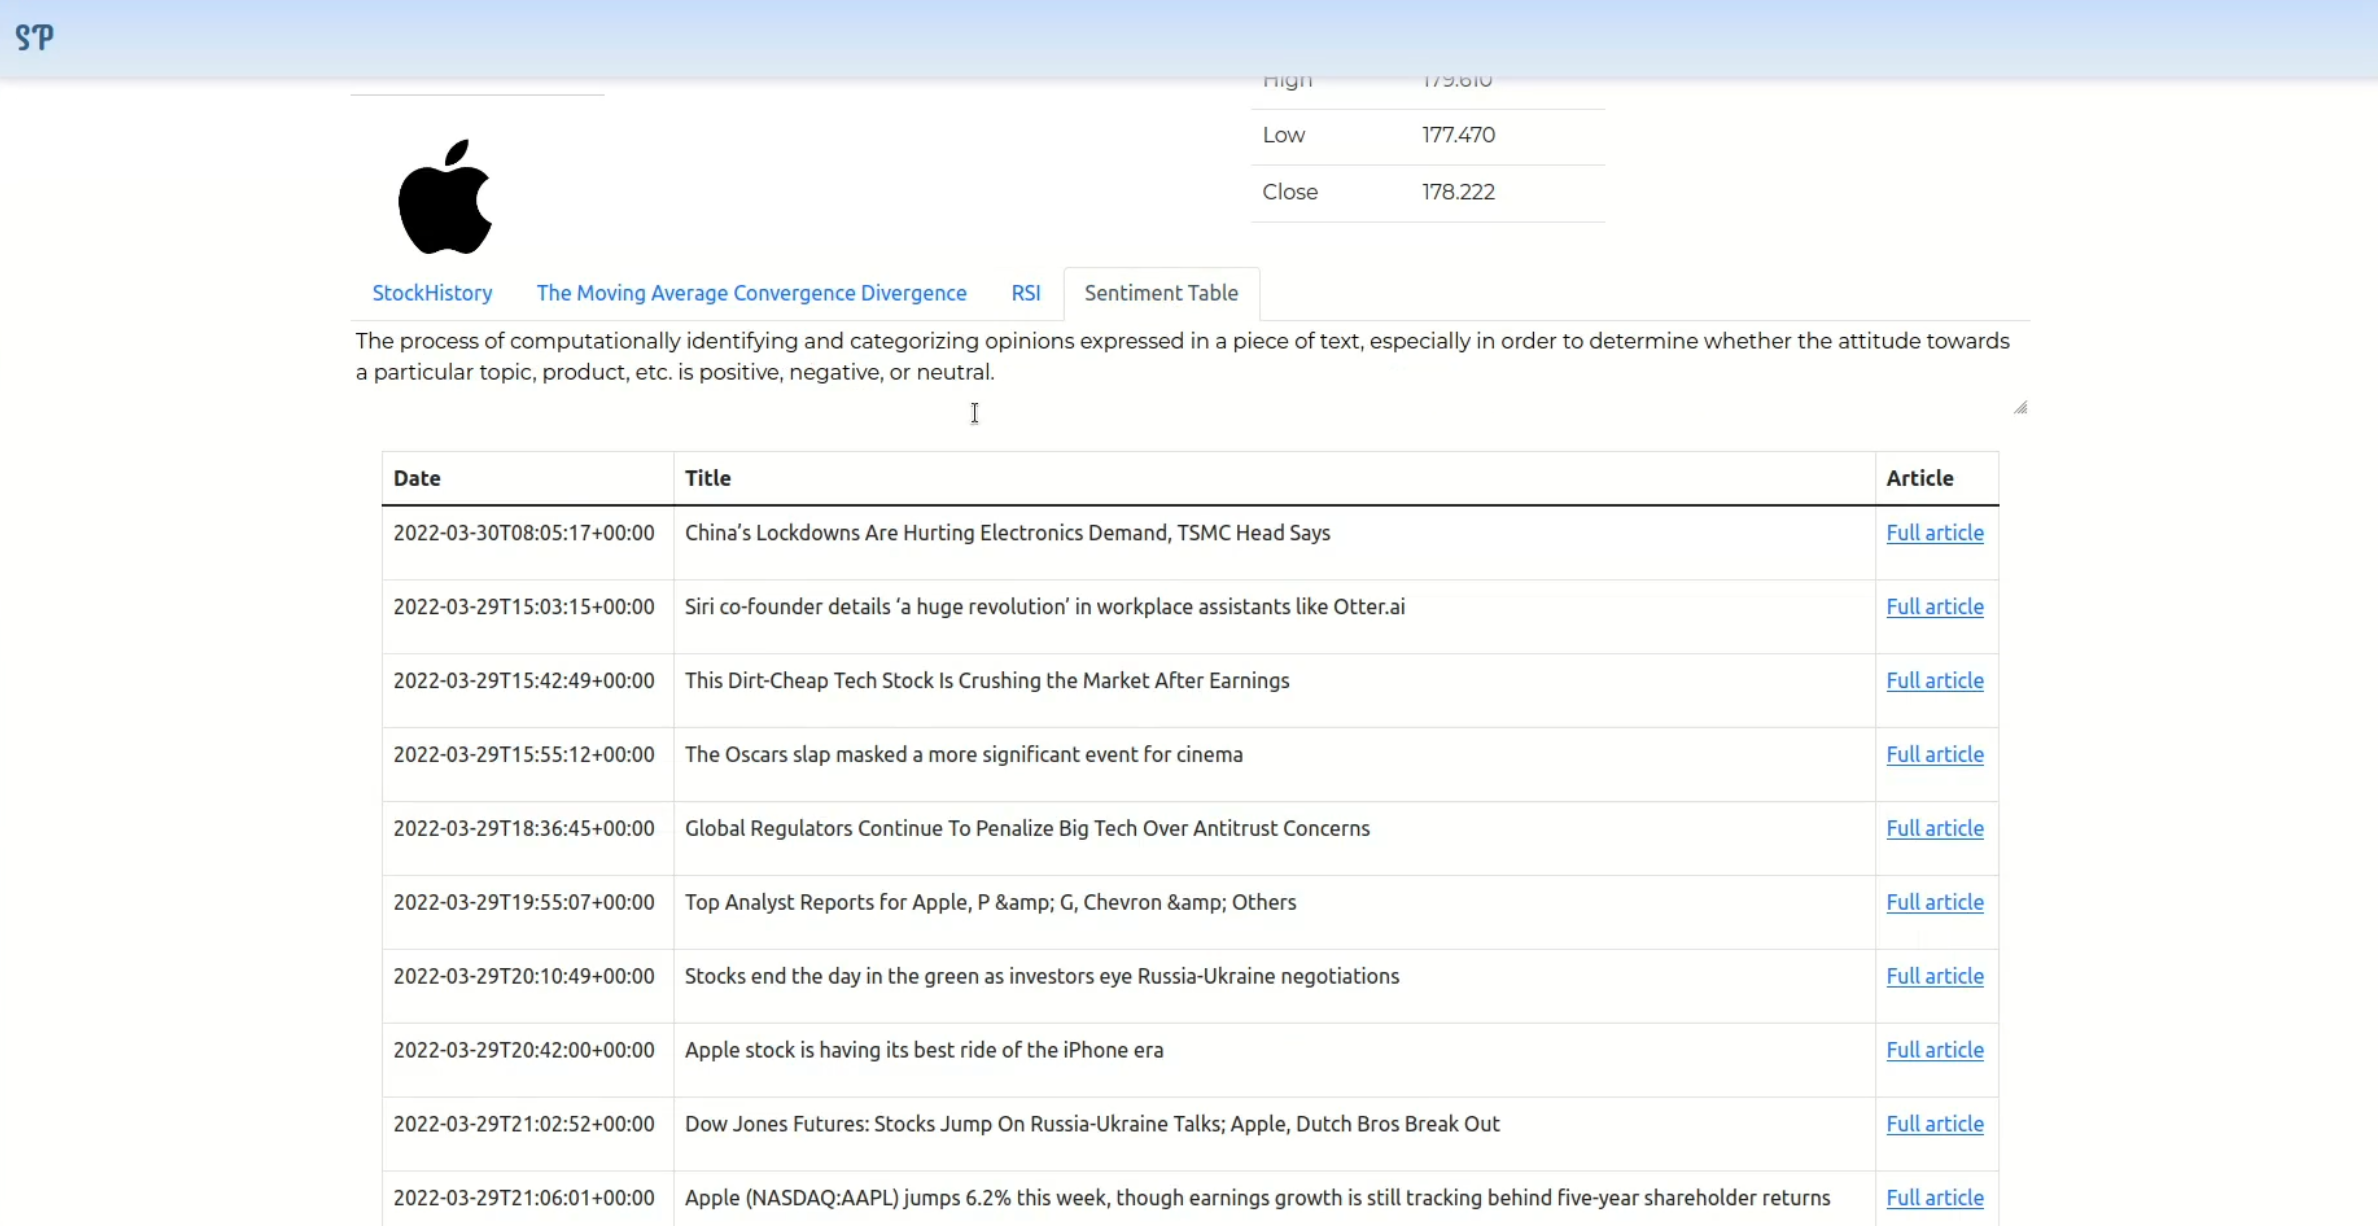 SP
High 179.610
Low 177.470
Close 178.222
StockHistory The Moving Average Convergence Divergence RSI Sentiment Table
The process of computationally identifying and categorizing opinions expressed in a piece of text, especially in order to determine whether the attitude towards
a particular topic, product, etc. is positive, negative, or neutral.
Date Title Article
2022-03-30T08:05:17+00:00 China’s Lockdowns Are Hurting Electronics Demand, TSMC Head Says Full article
2022-03-29T15:03:15+00:00 Siri co-founder details ‘a huge revolution’ in workplace assistants like Otter.ai Full article
2022-03-29T15:42:49+00:00 This Dirt-Cheap Tech Stock Is Crushing the Market After Earnings Full article
2022-03-29T15:55:12+00:00 The Oscars slap masked a more significant event for cinema Full article
2022-03-29T18:36:45+00:00 Global Regulators Continue To Penalize Big Tech Over Antitrust Concerns Full article
2022-03-29T19:55:07+00:00 Top Analyst Reports for Apple, P &amp; G, Chevron &amp; Others Full article
2022-03-29T20:10:49+00:00 Stocks end the day in the green as investors eye Russia-Ukraine negotiations Full article
2022-03-29T20:42:00+00:00 Apple stock is having its best ride of the iPhone era Full article
2022-03-29T21:02:52+00:00 Dow Jones Futures: Stocks Jump On Russia-Ukraine Talks; Apple, Dutch Bros Break Out Full article
2022-03-29T21:06:01+00:00 Apple (NASDAQ:AAPL) jumps 6.2% this week, though earnings growth is still tracking behind five-year shareholder returns Full article